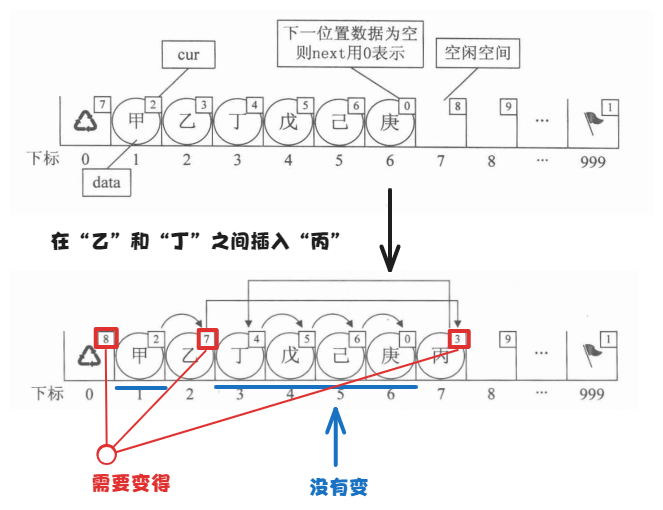 下一位置数据为空
则next用0表示
cur
空闲空间
7 2 3 4 5 6 0 8 9 1
甲 乙 丁 戊 己 庚 ...
下标 0 1 2 3 4 5 6 7 8 ... 999
data
在“乙”和“丁”之间插入“丙”
8 2 7 4 5 6 0 3 9 1
甲 乙 丁 戊 己 庚 丙 ...
下标 0 1 2 3 4 5 6 7 8 ... 999
需要变得
没有变